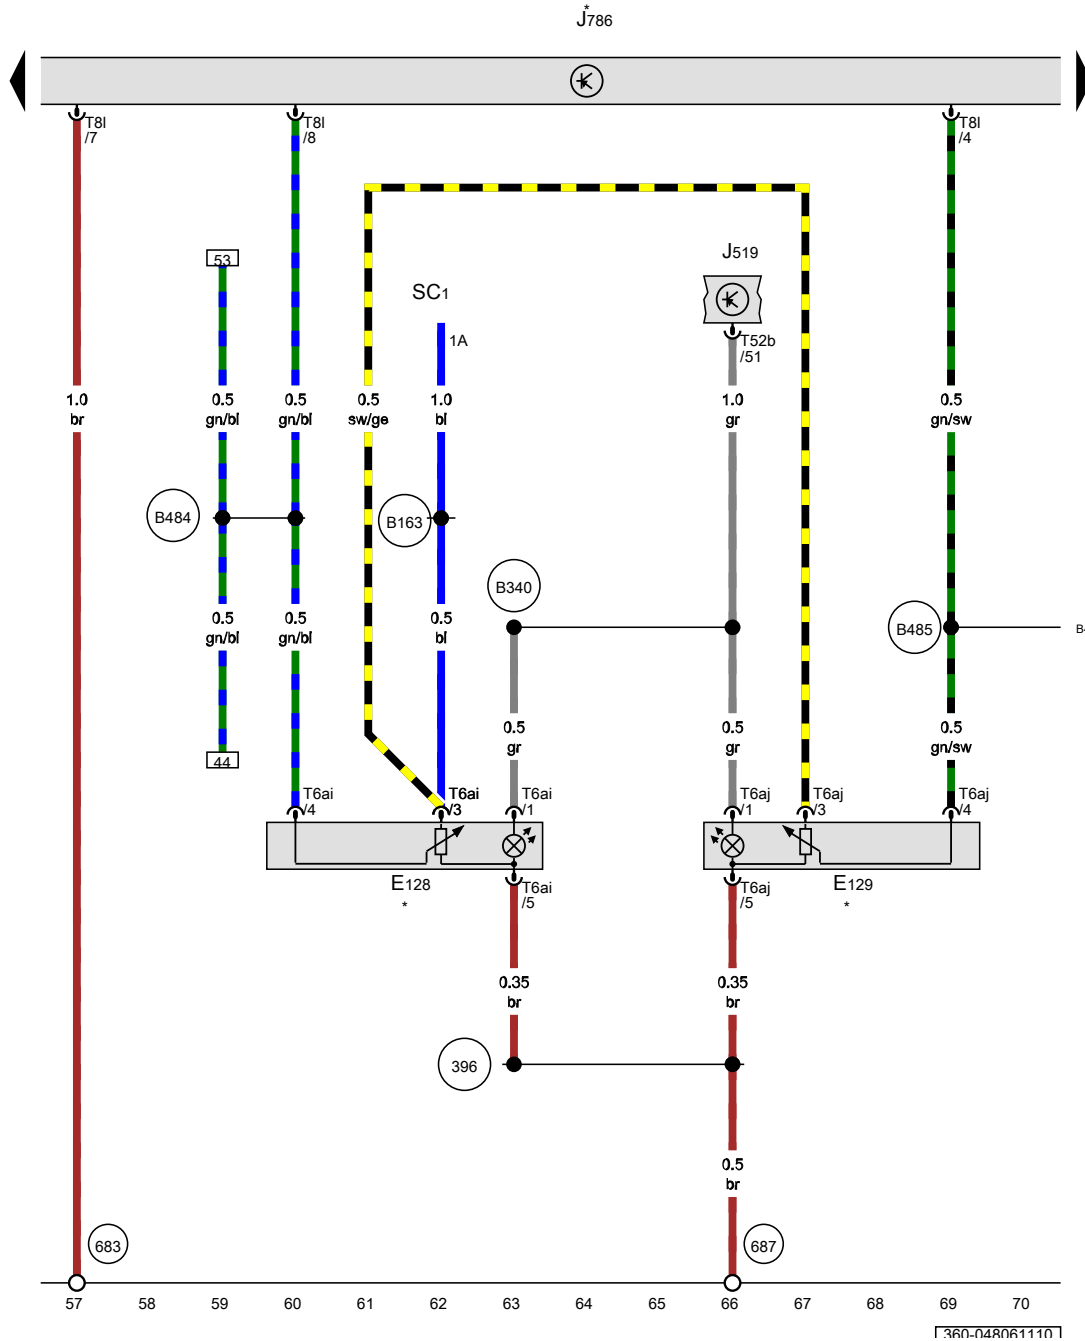 J786
*
T8l
/7
T8l
/8
T8l
/4
53
SC1
1A
J519
T52b
/51
1.0
br
0.5
gn/bl
0.5
gn/bl
0.5
sw/ge
1.0
bl
1.0
gr
0.5
gn/sw
B484
B163
B340
B485
0.5
gn/bl
0.5
gn/bl
0.5
bl
0.5
gr
0.5
gr
0.5
gn/sw
44
T6ai
/4
T6ai
/3
T6ai
/1
T6aj
/1
T6aj
/3
T6aj
/4
E128
*
T6ai
/5
T6aj
/5
E129
*
0.35
br
0.35
br
396
0.5
br
683
687
57 58 59 60 61 62 63 64 65 66 67 68 69 70
360-048061110